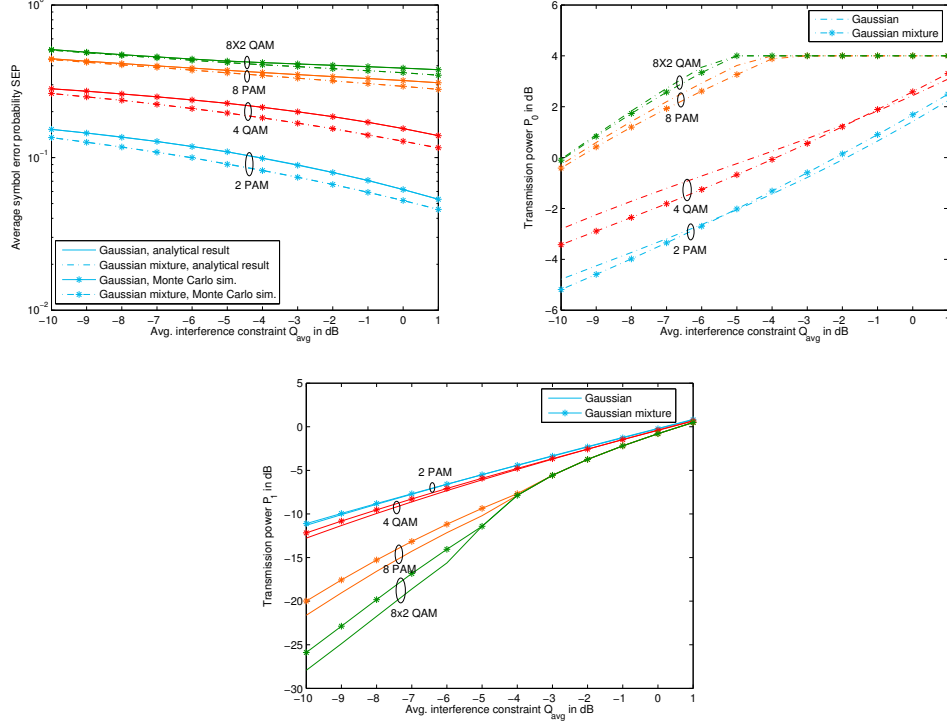 Average symbol error probability SEP
10^0
10^-1
10^-2
8X2 QAM
8 PAM
4 QAM
2 PAM
Gaussian, analytical result
Gaussian mixture, analytical result
Gaussian, Monte Carlo sim.
Gaussian mixture, Monte Carlo sim.
−10 −9 −8 −7 −6 −5 −4 −3 −2 −1 0 1
Avg. interference constraint Q_avg in dB
Transmission power P_0 in dB
6
4
2
0
−2
−4
−6
Gaussian
Gaussian mixture
8X2 QAM
8 PAM
4 QAM
2 PAM
−10 −9 −8 −7 −6 −5 −4 −3 −2 −1 0 1
Avg. interference constraint Q_avg in dB
Transmission power P_1 in dB
5
0
−5
−10
−15
−20
−25
−30
Gaussian
Gaussian mixture
2 PAM
4 QAM
8 PAM
8x2 QAM
−10 −9 −8 −7 −6 −5 −4 −3 −2 −1 0 1
Avg. interference constraint Q_avg in dB